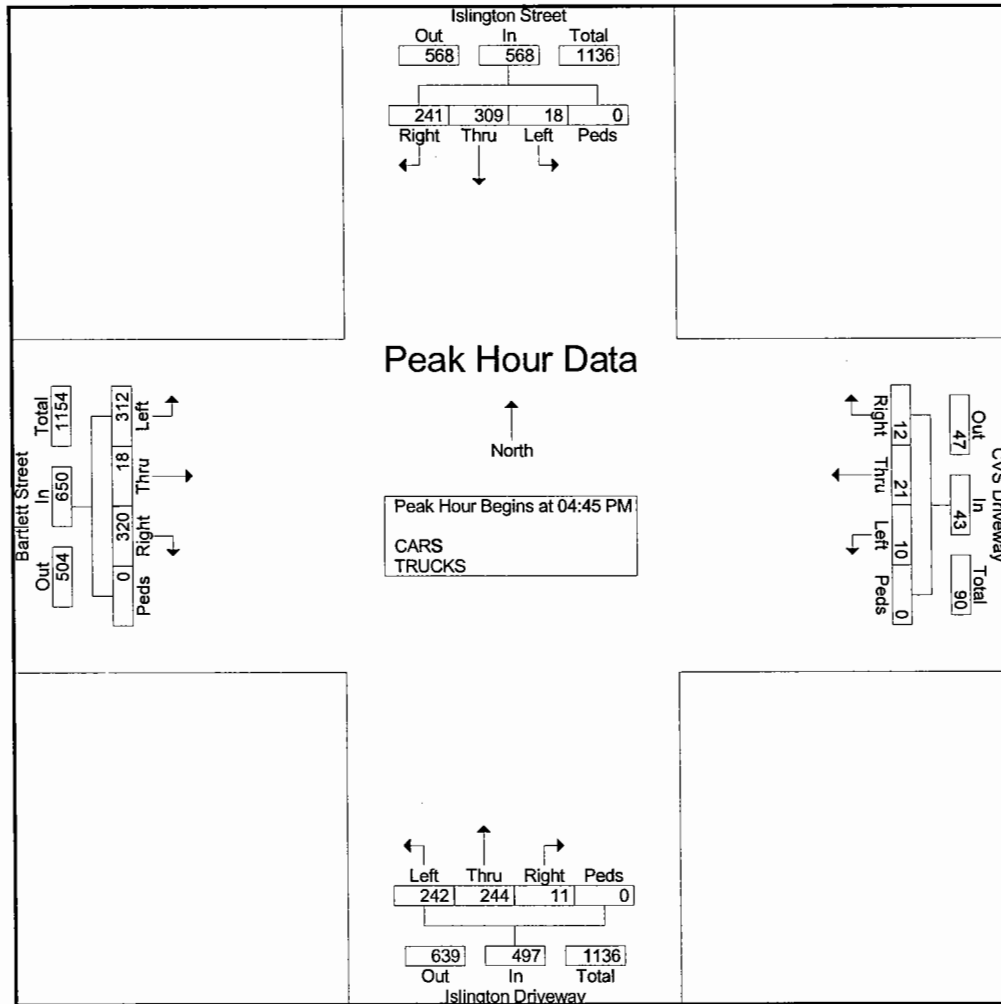 Islington Street
Out In Total
568 568 1136
241 309 18 0
Right Thru Left Peds
Peak Hour Data
North
Peak Hour Begins at 04:45 PM
CARS
TRUCKS
Bartlett Street
Out In Total
504 650 1154
0 320 18 312
Peds Right Thru Left
CVS Driveway
Out In Total
47 43 90
Right Thru Left Peds
12 21 10 0
Left Thru Right Peds
242 244 11 0
639 497 1136
Out In Total
Islington Driveway